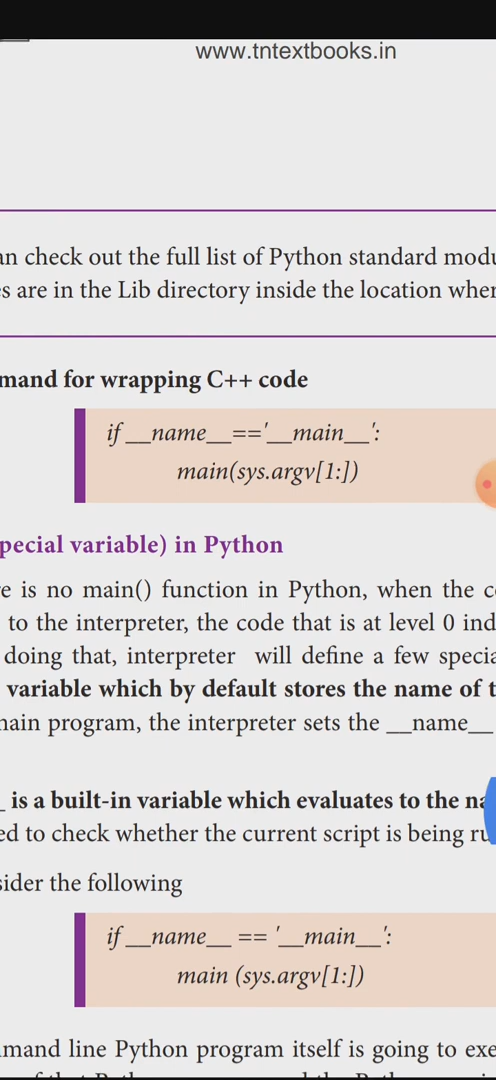 www.tntextbooks.in
an check out the full list of Python standard modu
s are in the Lib directory inside the location wher
mand for wrapping C++ code
if __name__=='__main__':
main(sys.argv[1:])
pecial variable) in Python
e is no main() function in Python, when the c
to the interpreter, the code that is at level 0 ind
doing that, interpreter will define a few specia
variable which by default stores the name of t
main program, the interpreter sets the __name__
_ is a built-in variable which evaluates to the na
ed to check whether the current script is being ru
sider the following
if __name__ == '__main__':
main (sys.argv[1:])
mmand line Python program itself is going to exe